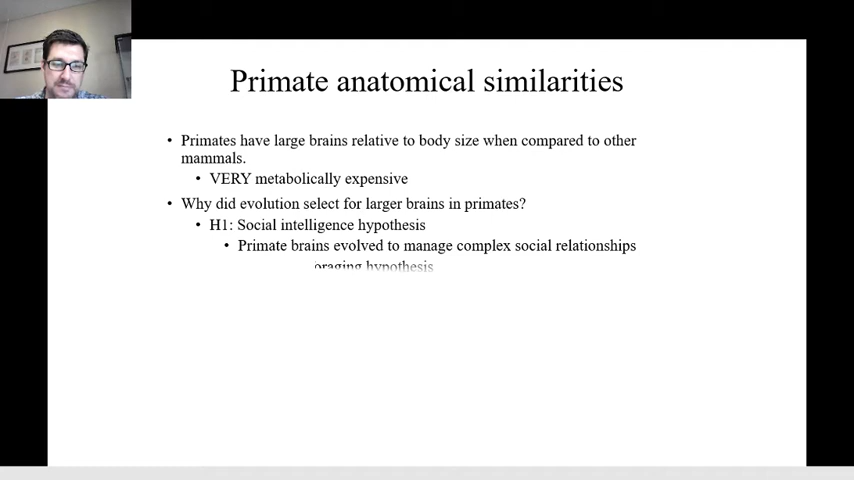 Primate anatomical similarities
• Primates have large brains relative to body size when compared to other
mammals.
• VERY metabolically expensive
• Why did evolution select for larger brains in primates?
• H1: Social intelligence hypothesis
• Primate brains evolved to manage complex social relationships
hypothesis